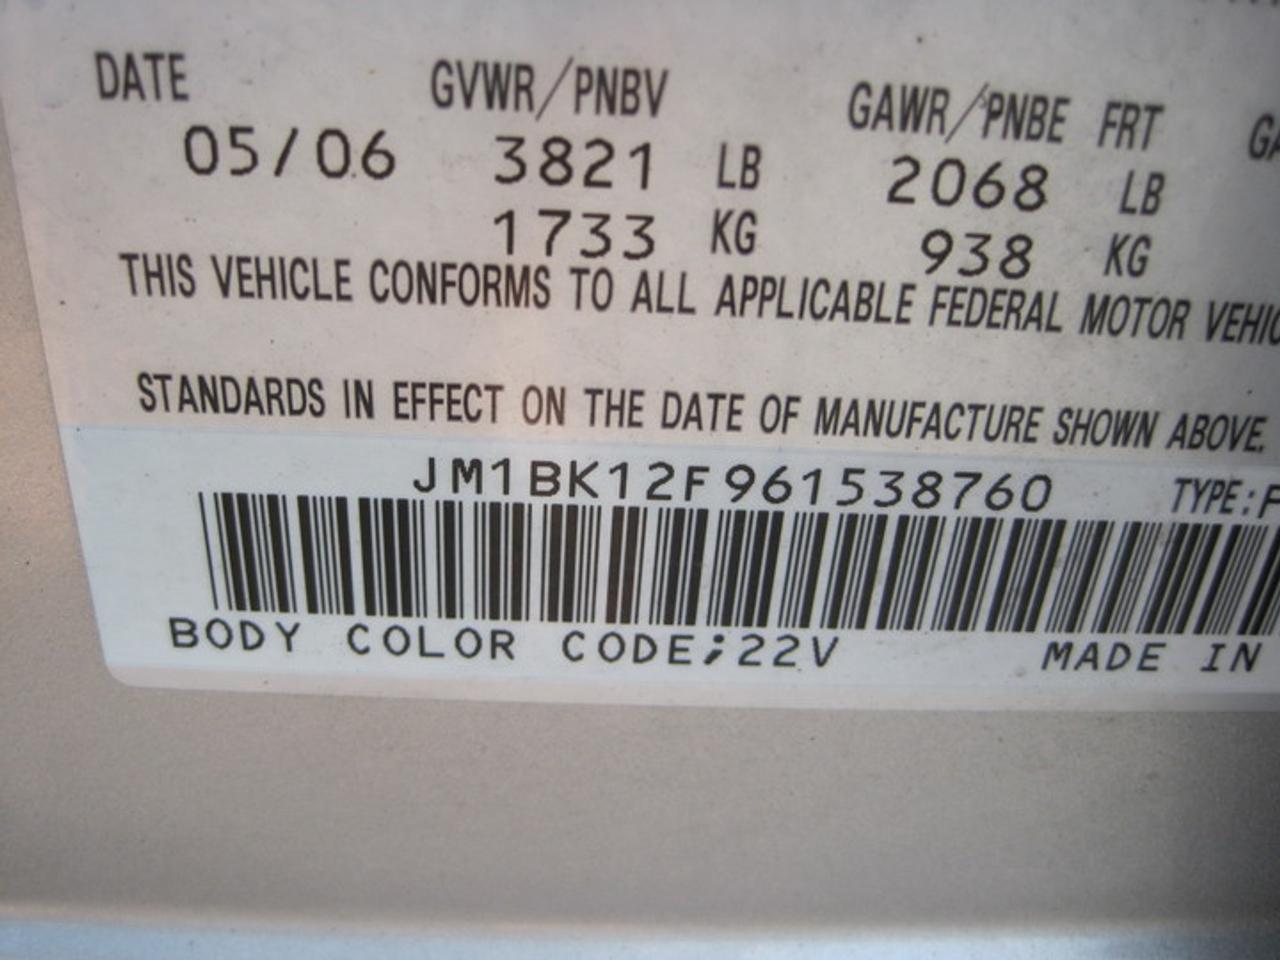 DATE GVWR/PNBV GAWR/PNBE FRT
05/06 3821 LB 2068 LB
1733 KG 938 KG
THIS VEHICLE CONFORMS TO ALL APPLICABLE FEDERAL MOTOR
STANDARDS IN EFFECT ON THE DATE OF MANUFACTURE SHOWN ABOVE.
JM1BK12F961538760 TYPE:
BODY COLOR CODE;22V MADE IN